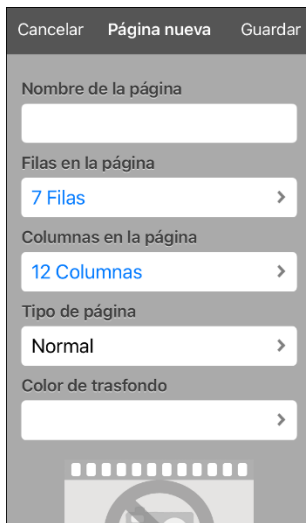 Cancelar Página nueva Guardar
Nombre de la página
Filas en la página
7 Filas
Columnas en la página
12 Columnas
Tipo de página
Normal
Color de trasfondo